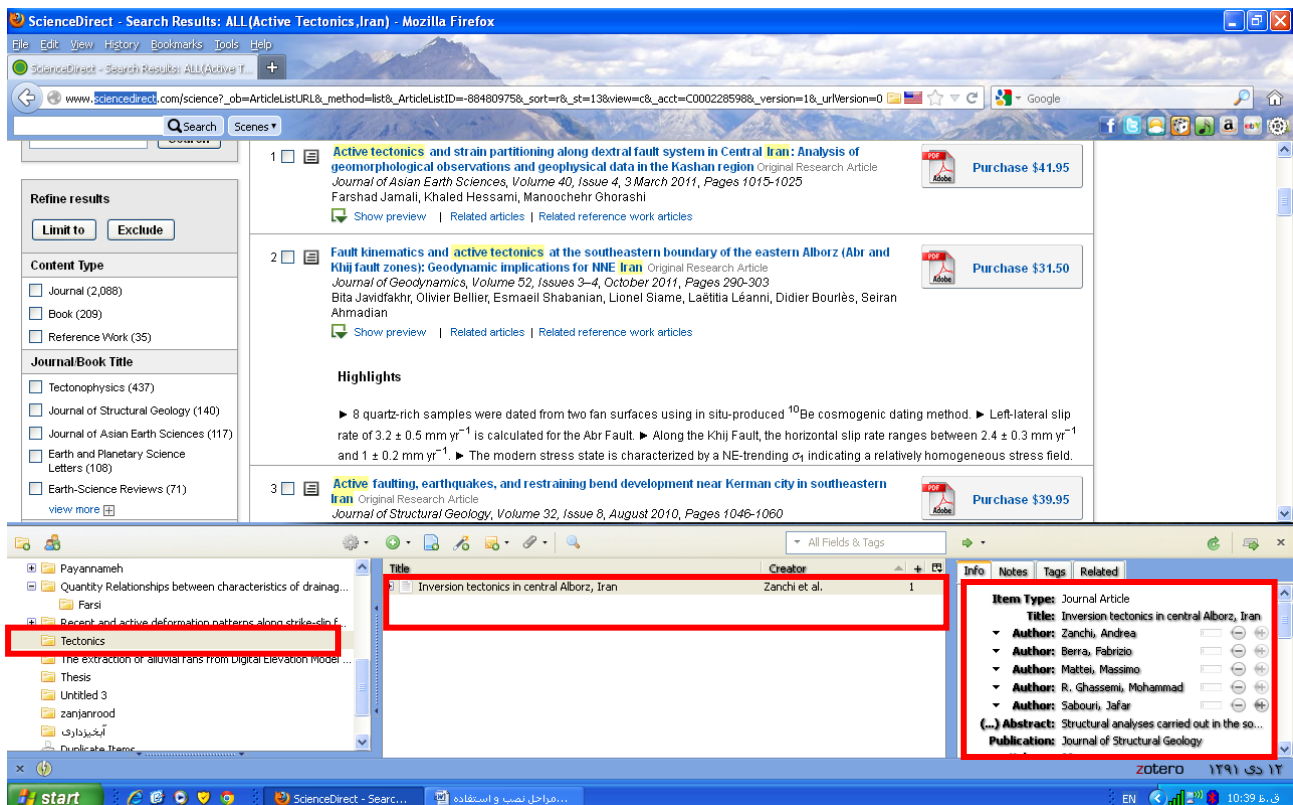 ScienceDirect - Search Results: ALL(Active Tectonics,Iran) - Mozilla Firefox
File Edit View History Bookmarks Tools Help
ScienceDirect - Search Results: ALL(Active T...
www.sciencedirect.com/science?_ob=ArticleListURL&_method=list&_ArticleListID=-88480975&_sort=r&_st=13&view=c&_acct=C000228598&_version=1&_urlVersion=0
Google
Search Scenes
Search
Refine results
Limit to Exclude
Content Type
Journal (2,088)
Book (209)
Reference Work (35)
Journal/Book Title
Tectonophysics (437)
Journal of Structural Geology (140)
Journal of Asian Earth Sciences (117)
Earth and Planetary Science
Letters (108)
Earth-Science Reviews (71)
view more
1 Active tectonics and strain partitioning along dextral fault system in Central Iran: Analysis of
geomorphological observations and geophysical data in the Kashan region Original Research Article
Journal of Asian Earth Sciences, Volume 40, Issue 4, 3 March 2011, Pages 1015-1025
Farshad Jamali, Khaled Hessami, Manoochehr Ghorashi
Show preview | Related articles | Related reference work articles
PDF Adobe Purchase $41.95
2 Fault kinematics and active tectonics at the southeastern boundary of the eastern Alborz (Abr and
Khij fault zones): Geodynamic implications for NNE Iran Original Research Article
Journal of Geodynamics, Volume 52, Issues 3–4, October 2011, Pages 290-303
Bita Javidfakhr, Olivier Bellier, Esmaeil Shabanian, Lionel Siame, Laëtitia Léanni, Didier Bourlès, Seiran
Ahmadian
Show preview | Related articles | Related reference work articles
PDF Adobe Purchase $31.50
Highlights
► 8 quartz-rich samples were dated from two fan surfaces using in situ-produced 10Be cosmogenic dating method. ► Left-lateral slip
rate of 3.2 ± 0.5 mm yr−1 is calculated for the Abr Fault. ► Along the Khij Fault, the horizontal slip rate ranges between 2.4 ± 0.3 mm yr−1
and 1 ± 0.2 mm yr−1. ► The modern stress state is characterized by a NE-trending σ1 indicating a relatively homogeneous stress field.
3 Active faulting, earthquakes, and restraining bend development near Kerman city in southeastern
Iran Original Research Article
Journal of Structural Geology, Volume 32, Issue 8, August 2010, Pages 1046-1060
PDF Adobe Purchase $39.95
All Fields & Tags
Payannameh
Quantity Relationships between characteristics of drainag...
Farsi
Recent and active deformation patterns along strike-slip f...
Tectonics
The extraction of alluvial fans from Digital Elevation Model ...
Thesis
Untitled 3
zanjanrood
آبخیزداری
Duplicate Items
Title Creator
Inversion tectonics in central Alborz, Iran Zanchi et al. 1
Info Notes Tags Related
Item Type: Journal Article
Title: Inversion tectonics in central Alborz, Iran
Author: Zanchi, Andrea
Author: Berra, Fabrizio
Author: Mattei, Massimo
Author: R. Ghassemi, Mohammad
Author: Sabouri, Jafar
(...) Abstract: Structural analyses carried out in the so...
Publication: Journal of Structural Geology
zotero ۱۲ دی ۱۳۹۱
start
ScienceDirect - Searc...
مراحل نصب و استفاده...
EN 10:39 ق.ظ